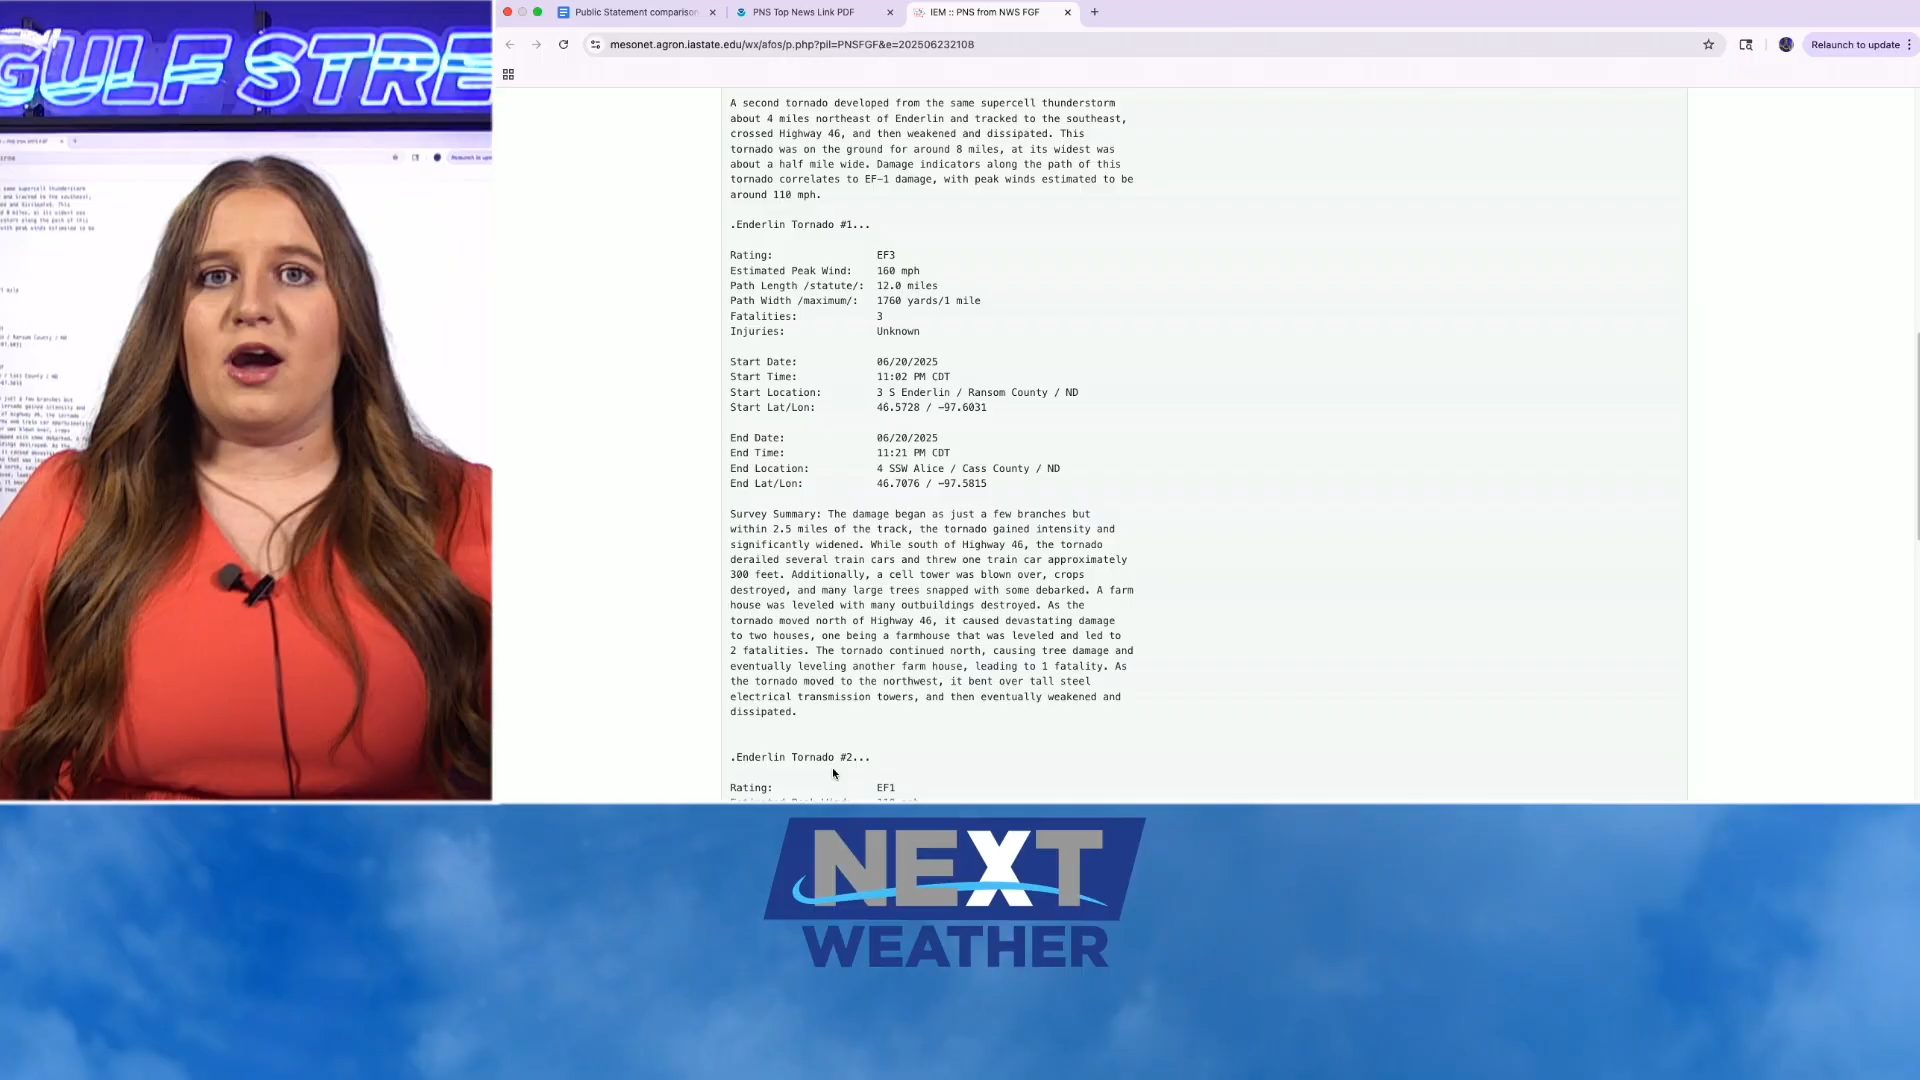 GULF STRE
Public Statement comparison
PNS Top News Link PDF
IEM :: PNS from NWS FGF
mesonet.agron.iastate.edu/wx/afos/p.php?pil=PNSFGF&e=202506232108
Relaunch to update
A second tornado developed from the same supercell thunderstorm
about 4 miles northeast of Enderlin and tracked to the southeast,
crossed Highway 46, and then weakened and dissipated. This
tornado was on the ground for around 8 miles, at its widest was
about a half mile wide. Damage indicators along the path of this
tornado correlates to EF-1 damage, with peak winds estimated to be
around 110 mph.
.Enderlin Tornado #1...
Rating: EF3
Estimated Peak Wind: 160 mph
Path Length /statute/: 12.0 miles
Path Width /maximum/: 1760 yards/1 mile
Fatalities: 3
Injuries: Unknown
Start Date: 06/20/2025
Start Time: 11:02 PM CDT
Start Location: 3 S Enderlin / Ransom County / ND
Start Lat/Lon: 46.5728 / -97.6031
End Date: 06/20/2025
End Time: 11:21 PM CDT
End Location: 4 SSW Alice / Cass County / ND
End Lat/Lon: 46.7076 / -97.5815
Survey Summary: The damage began as just a few branches but
within 2.5 miles of the track, the tornado gained intensity and
significantly widened. While south of Highway 46, the tornado
derailed several train cars and threw one train car approximately
300 feet. Additionally, a cell tower was blown over, crops
destroyed, and many large trees snapped with some debarked. A farm
house was leveled with many outbuildings destroyed. As the
tornado moved north of Highway 46, it caused devastating damage
to two houses, one being a farmhouse that was leveled and led to
2 fatalities. The tornado continued north, causing tree damage and
eventually leveling another farm house, leading to 1 fatality. As
the tornado moved to the northwest, it bent over tall steel
electrical transmission towers, and then eventually weakened and
dissipated.
.Enderlin Tornado #2...
Rating: EF1
NEXT
WEATHER